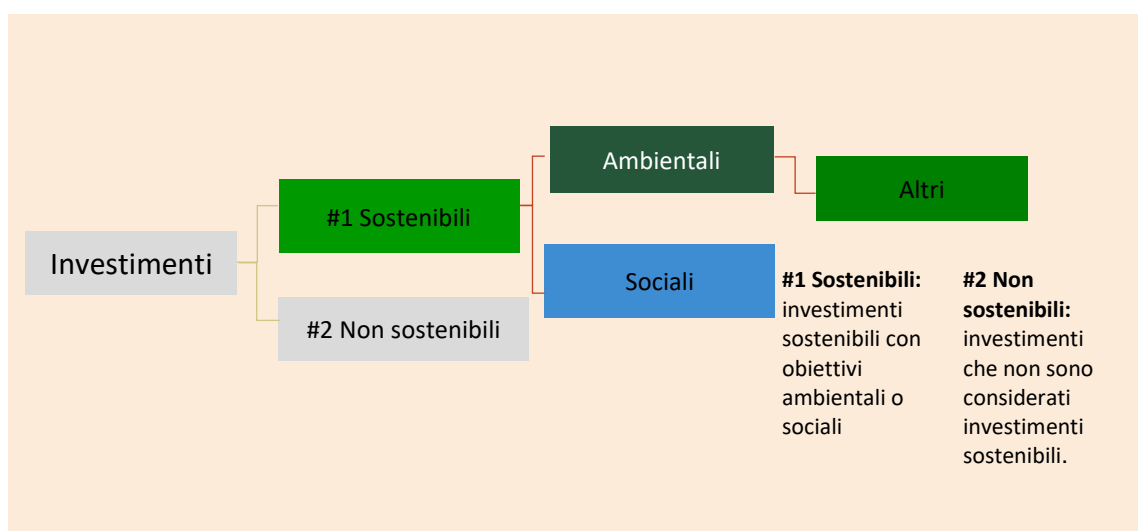 Ambientali
Altri
#1 Sostenibili
Investimenti
Sociali
#2 Non sostenibili
#1 Sostenibili:
investimenti
sostenibili con
obiettivi
ambientali o
sociali
#2 Non
sostenibili:
investimenti
che non sono
considerati
investimenti
sostenibili.